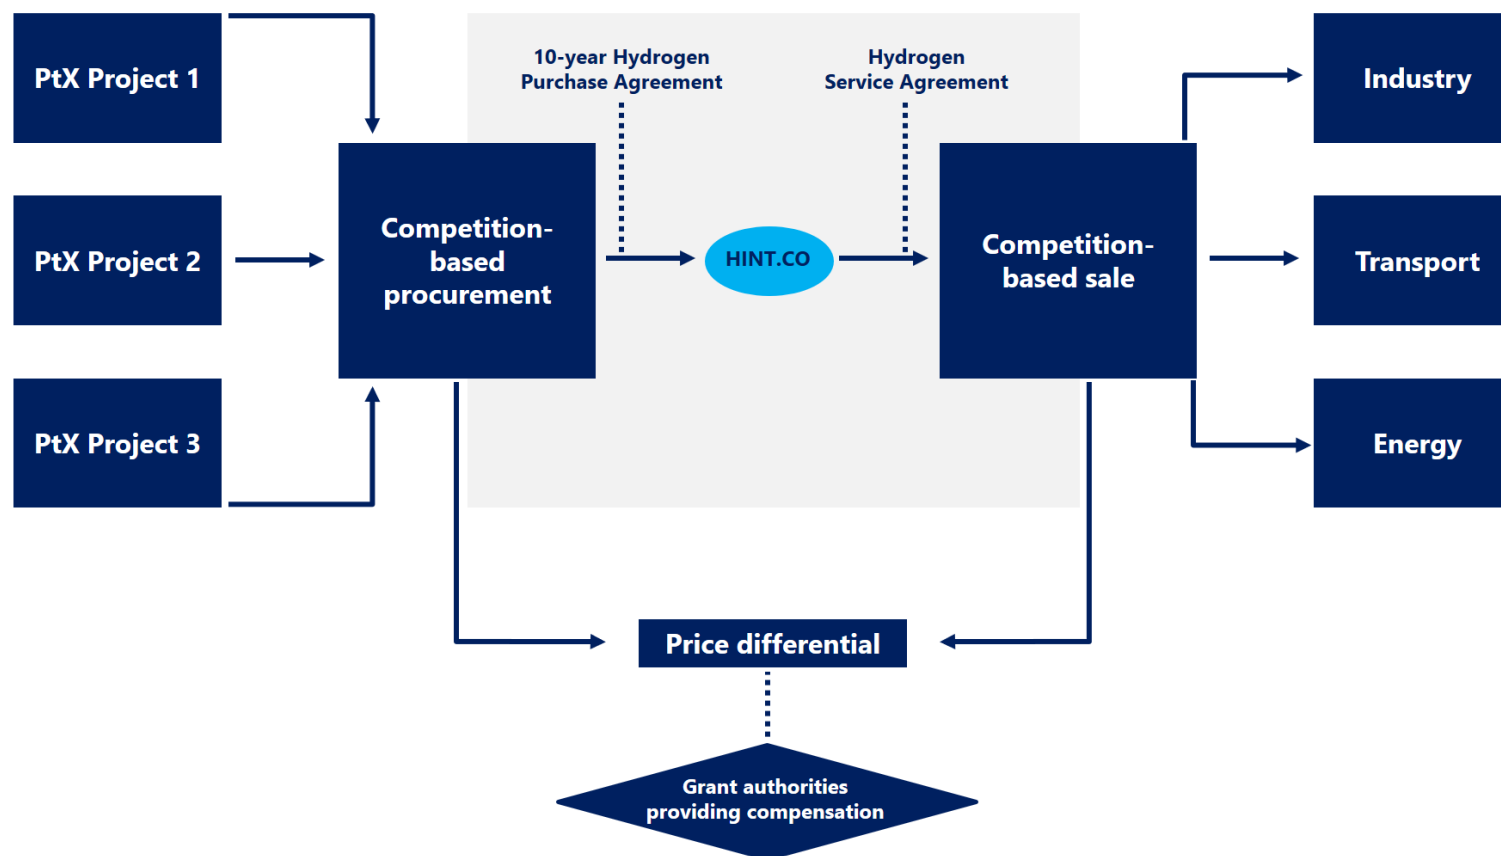 PtX Project 1
10-year Hydrogen
Purchase Agreement
Hydrogen
Service Agreement
Industry
PtX Project 2
Competition-
based
procurement
HINT.CO
Competition-
based sale
Transport
PtX Project 3
Energy
Price differential
Grant authorities
providing compensation